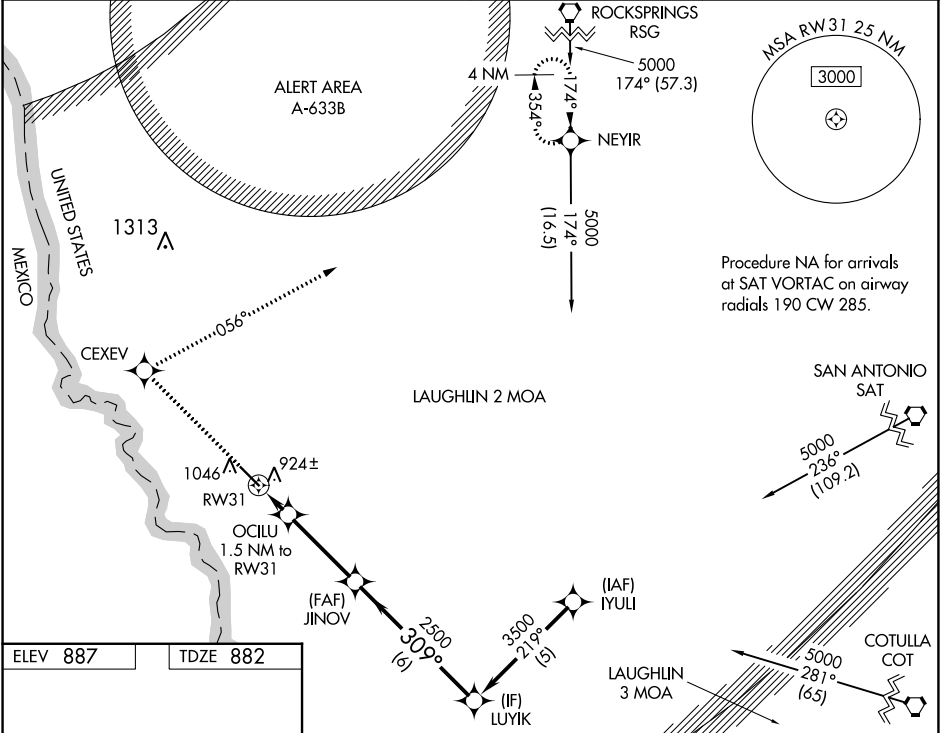 ROCKSPRINGS
RSG
5000
174° (57.3)
4 NM
174°
354°
NEYIR
5000
174°
(16.5)
ALERT AREA
A-633B
MSA RW31 25 NM
3000
UNITED STATES
MEXICO
1313
Procedure NA for arrivals
at SAT VORTAC on airway
radials 190 CW 285.
056°
CEXEV
LAUGHLIN 2 MOA
SAN ANTONIO
SAT
5000
236°
(109.2)
1046
924±
RW31
OCILU
1.5 NM to
RW31
(FAF)
JINOV
2500
309°
(6)
(IAF)
IYULI
3500
219°
(5)
(IF)
LUYIK
LAUGHLIN
3 MOA
COTULLA
COT
5000
281°
(65)
ELEV 887
TDZE 882